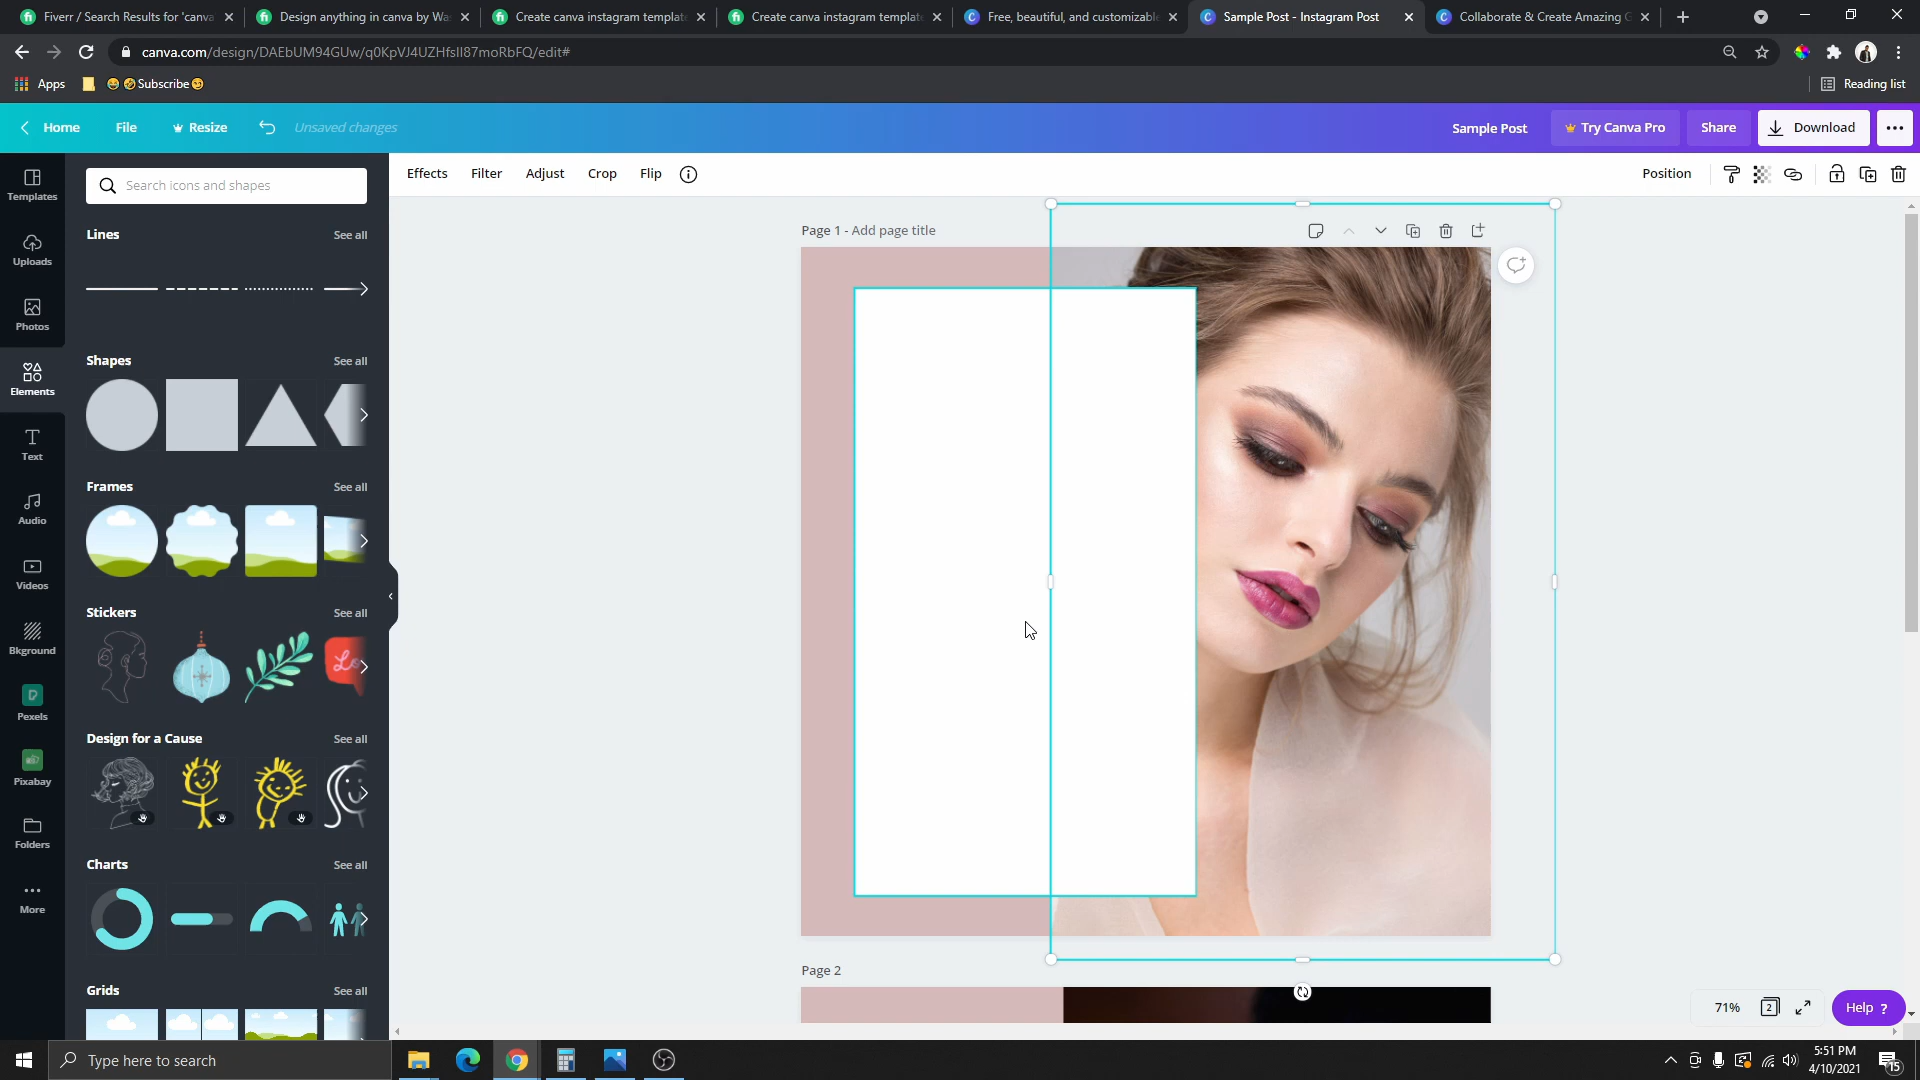 Fiverr / Search Results for 'canva
Design anything in canva by Wa
Create canva instagram templat
Create canva instagram templat
Free, beautiful, and customizable
Sample Post - Instagram Post
Collaborate & Create Amazing G
canva.com/design/DAEbUM94GUw/q0KpVJ4UZHfsII87moRbFQ/edit#
Apps
Subscribe
Reading list
Home
File
Resize
Unsaved changes
Sample Post
Try Canva Pro
Share
Download
Effects
Filter
Adjust
Crop
Flip
Position
Templates
Uploads
Photos
Elements
Text
Audio
Videos
Bkground
Pexels
Pixabay
Folders
More
Search icons and shapes
Lines
See all
Shapes
See all
Frames
See all
Stickers
See all
Design for a Cause
See all
Charts
See all
Grids
See all
Page 1 - Add page title
Page 2
71%
2
Help ?
Type here to search
5:51 PM
4/10/2021
15